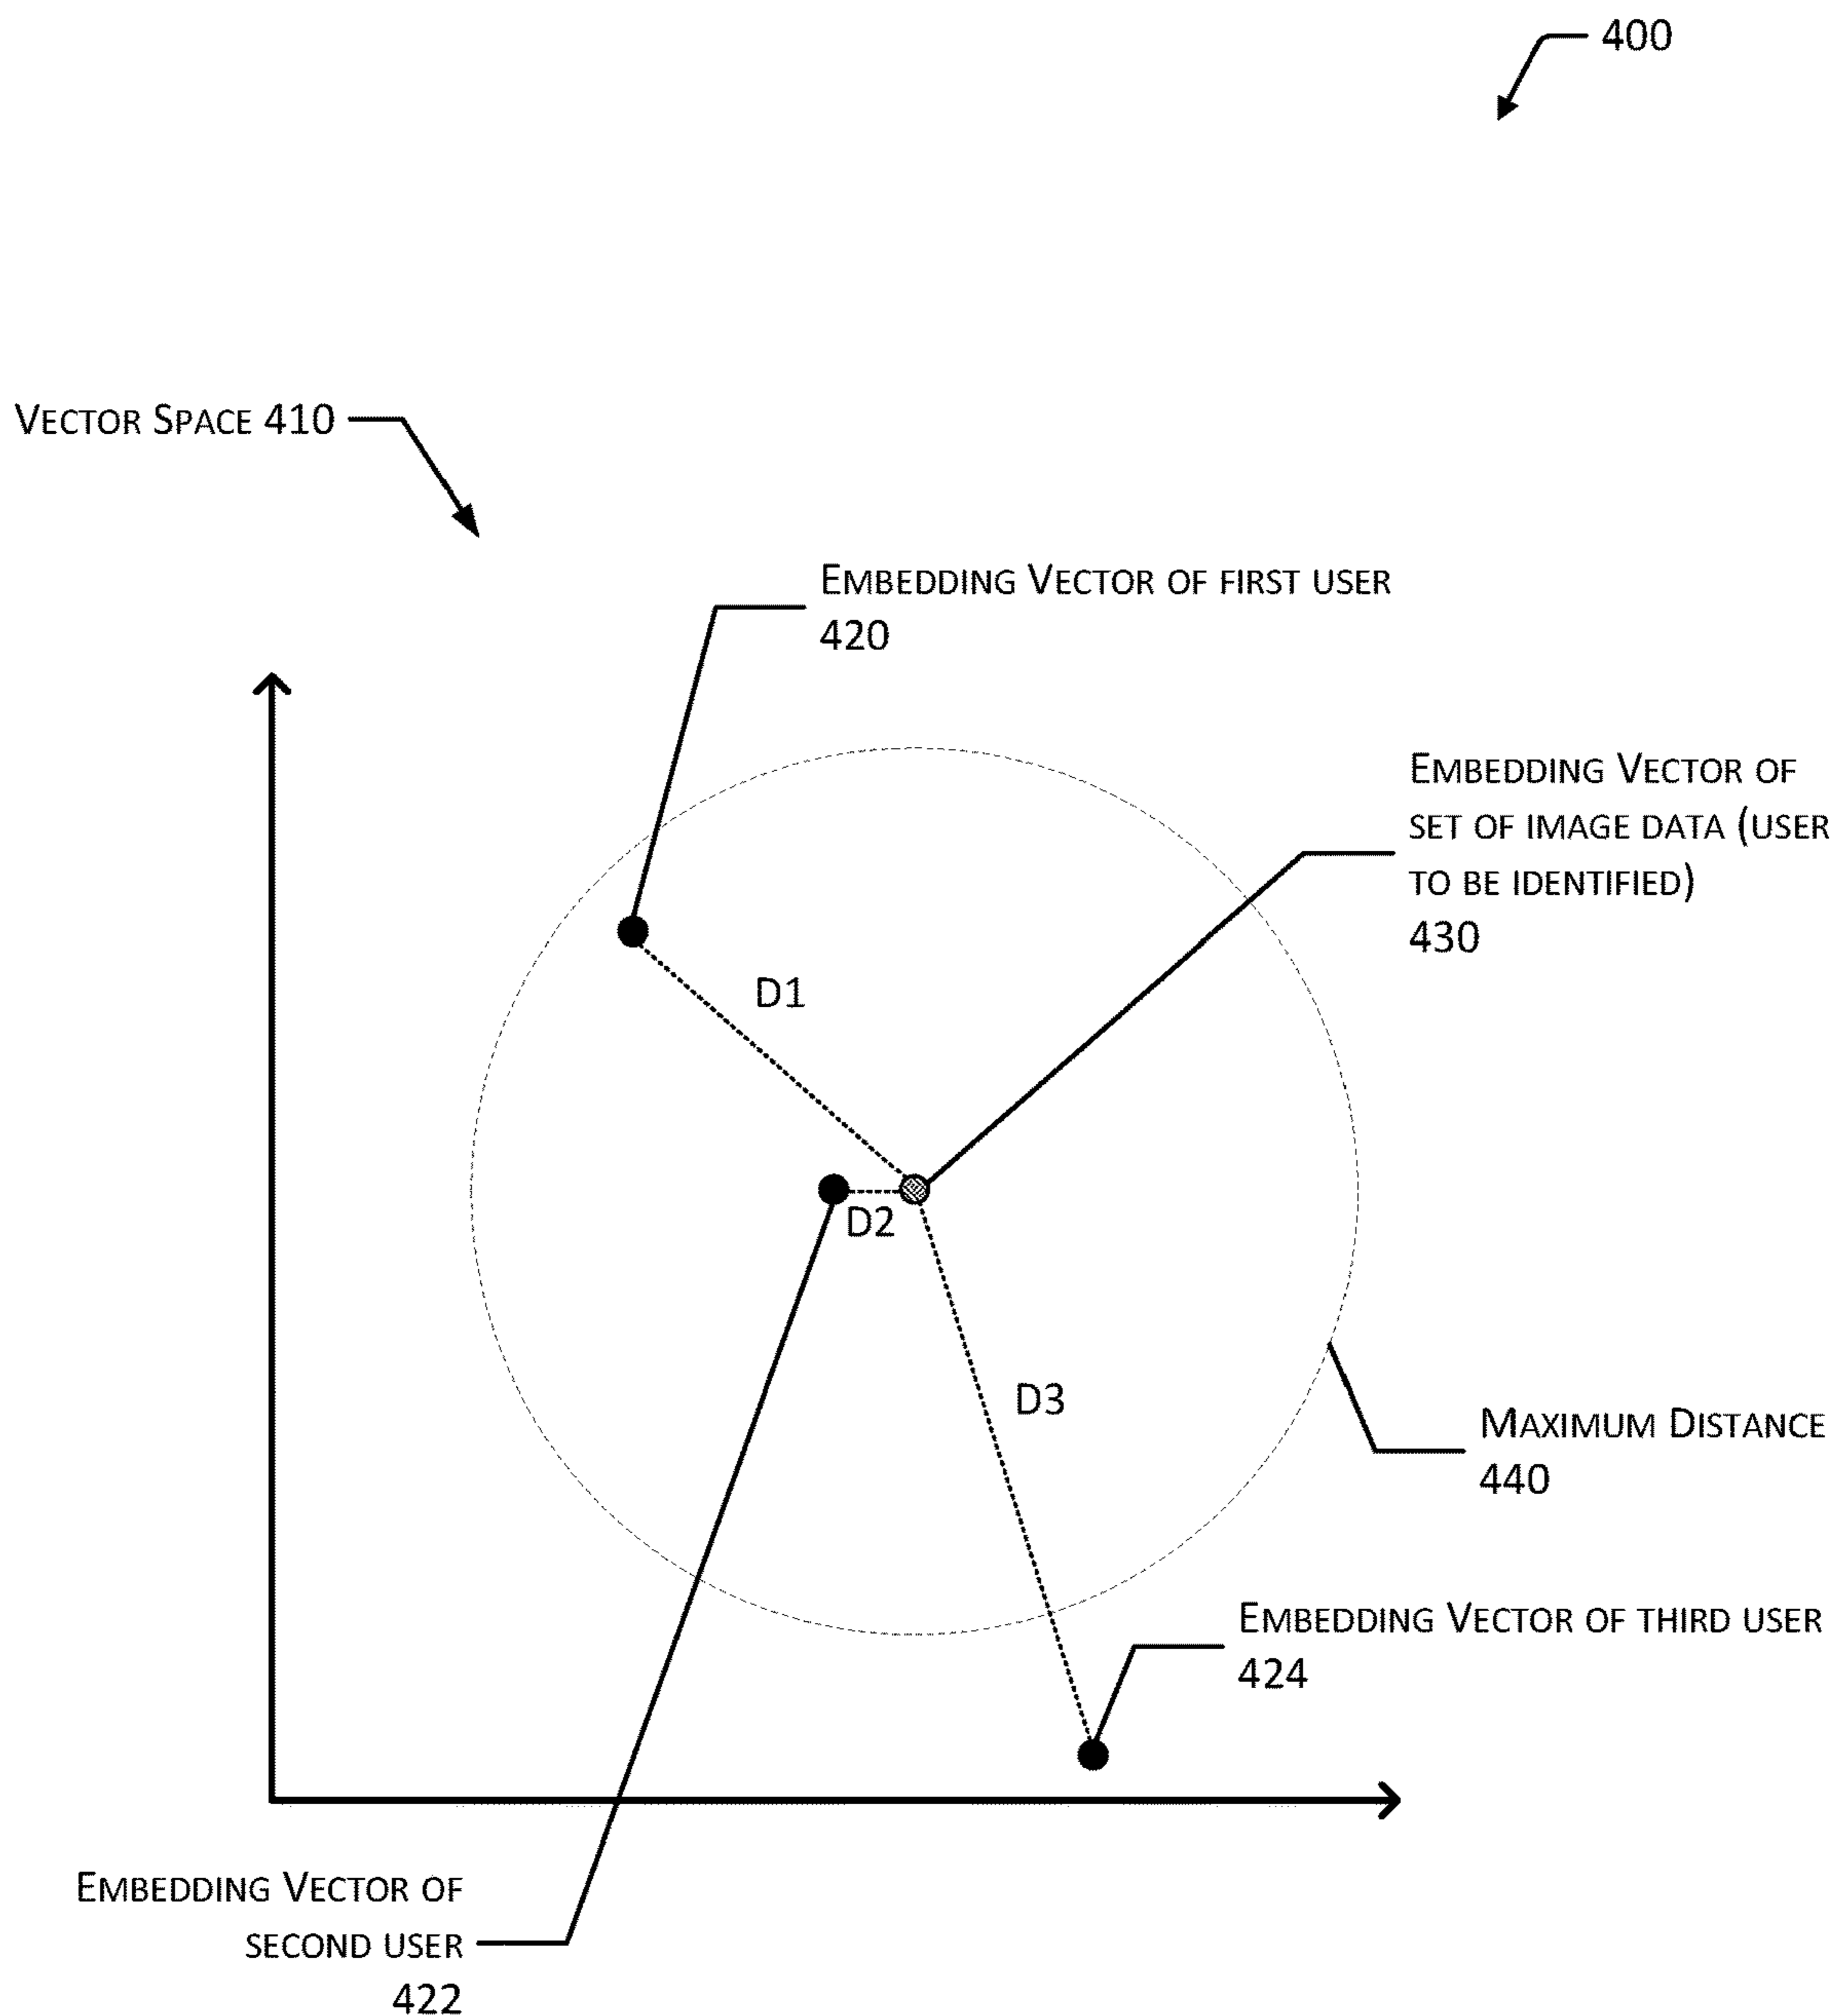 400
VECTOR SPACE 410
EMBEDDING VECTOR OF FIRST USER
420
EMBEDDING VECTOR OF
SET OF IMAGE DATA (USER
TO BE IDENTIFIED)
430
D1
D2
D3
MAXIMUM DISTANCE
440
EMBEDDING VECTOR OF THIRD USER
424
EMBEDDING VECTOR OF
SECOND USER
422